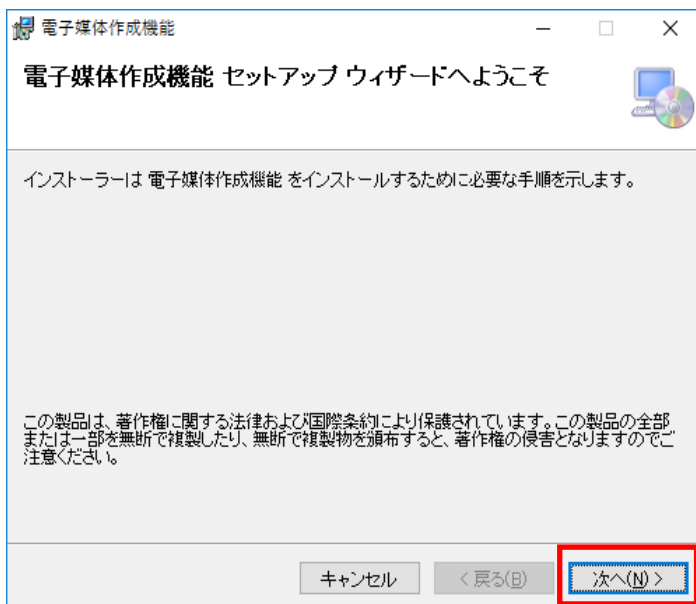 電子媒体作成機能
電子媒体作成機能 セットアップ ウィザードへようこそ
インストーラーは 電子媒体作成機能 をインストールするために必要な手順を示します。
この製品は、著作権に関する法律および国際条約により保護されています。この製品の全部
または一部を無断で複製したり、無断で複製物を頒布すると、著作権の侵害となりますのでご
注意ください。
キャンセル
< 戻る(B)
次へ(N) >